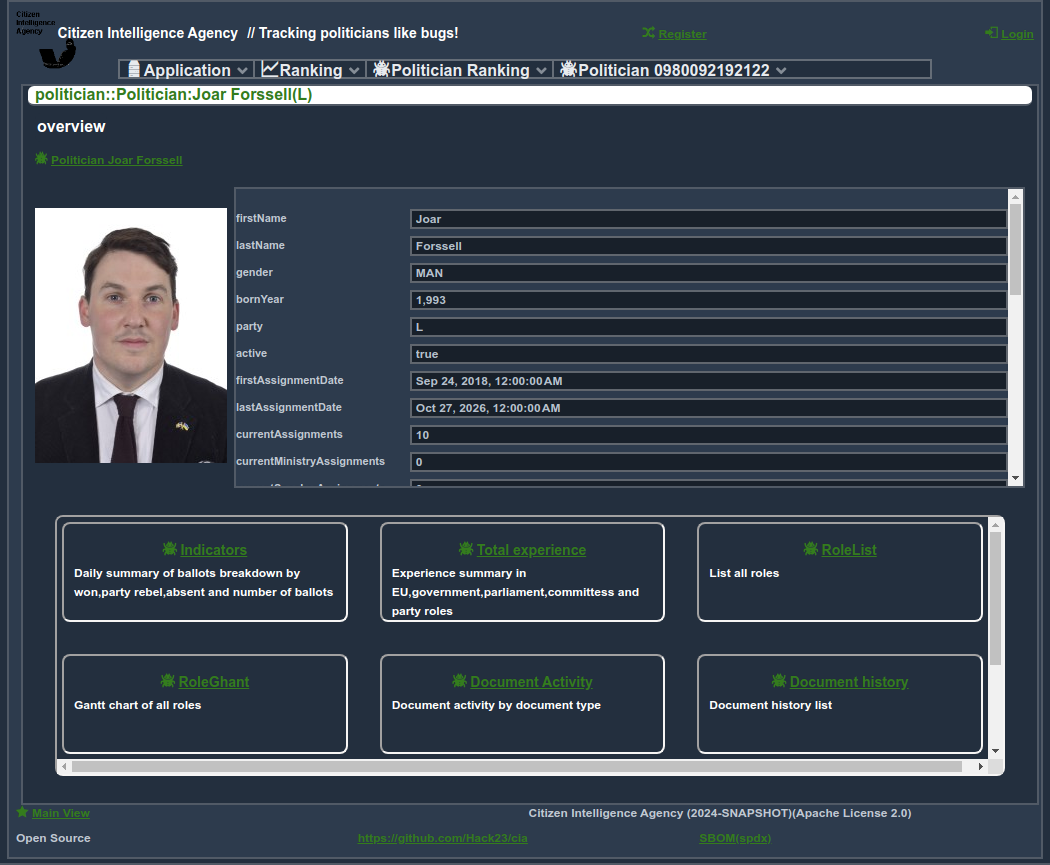 Citizen
Intelligence
Agency
Citizen Intelligence Agency // Tracking politicians like bugs!
Register
Login
Application
Ranking
Politician Ranking
Politician 0980092192122
politician::Politician:Joar Forssell(L)
overview
Politician Joar Forssell
firstName Joar
lastName Forssell
gender MAN
bornYear 1,993
party L
active true
firstAssignmentDate Sep 24, 2018, 12:00:00 AM
lastAssignmentDate Oct 27, 2026, 12:00:00 AM
currentAssignments 10
currentMinistryAssignments 0
Indicators
Daily summary of ballots breakdown by
won,party rebel,absent and number of ballots
Total experience
Experience summary in
EU,government,parliament,committess and
party roles
RoleList
List all roles
RoleGhant
Gantt chart of all roles
Document Activity
Document activity by document type
Document history
Document history list
Main View
Citizen Intelligence Agency (2024-SNAPSHOT)(Apache License 2.0)
Open Source
https://github.com/Hack23/cia
SBOM(spdx)